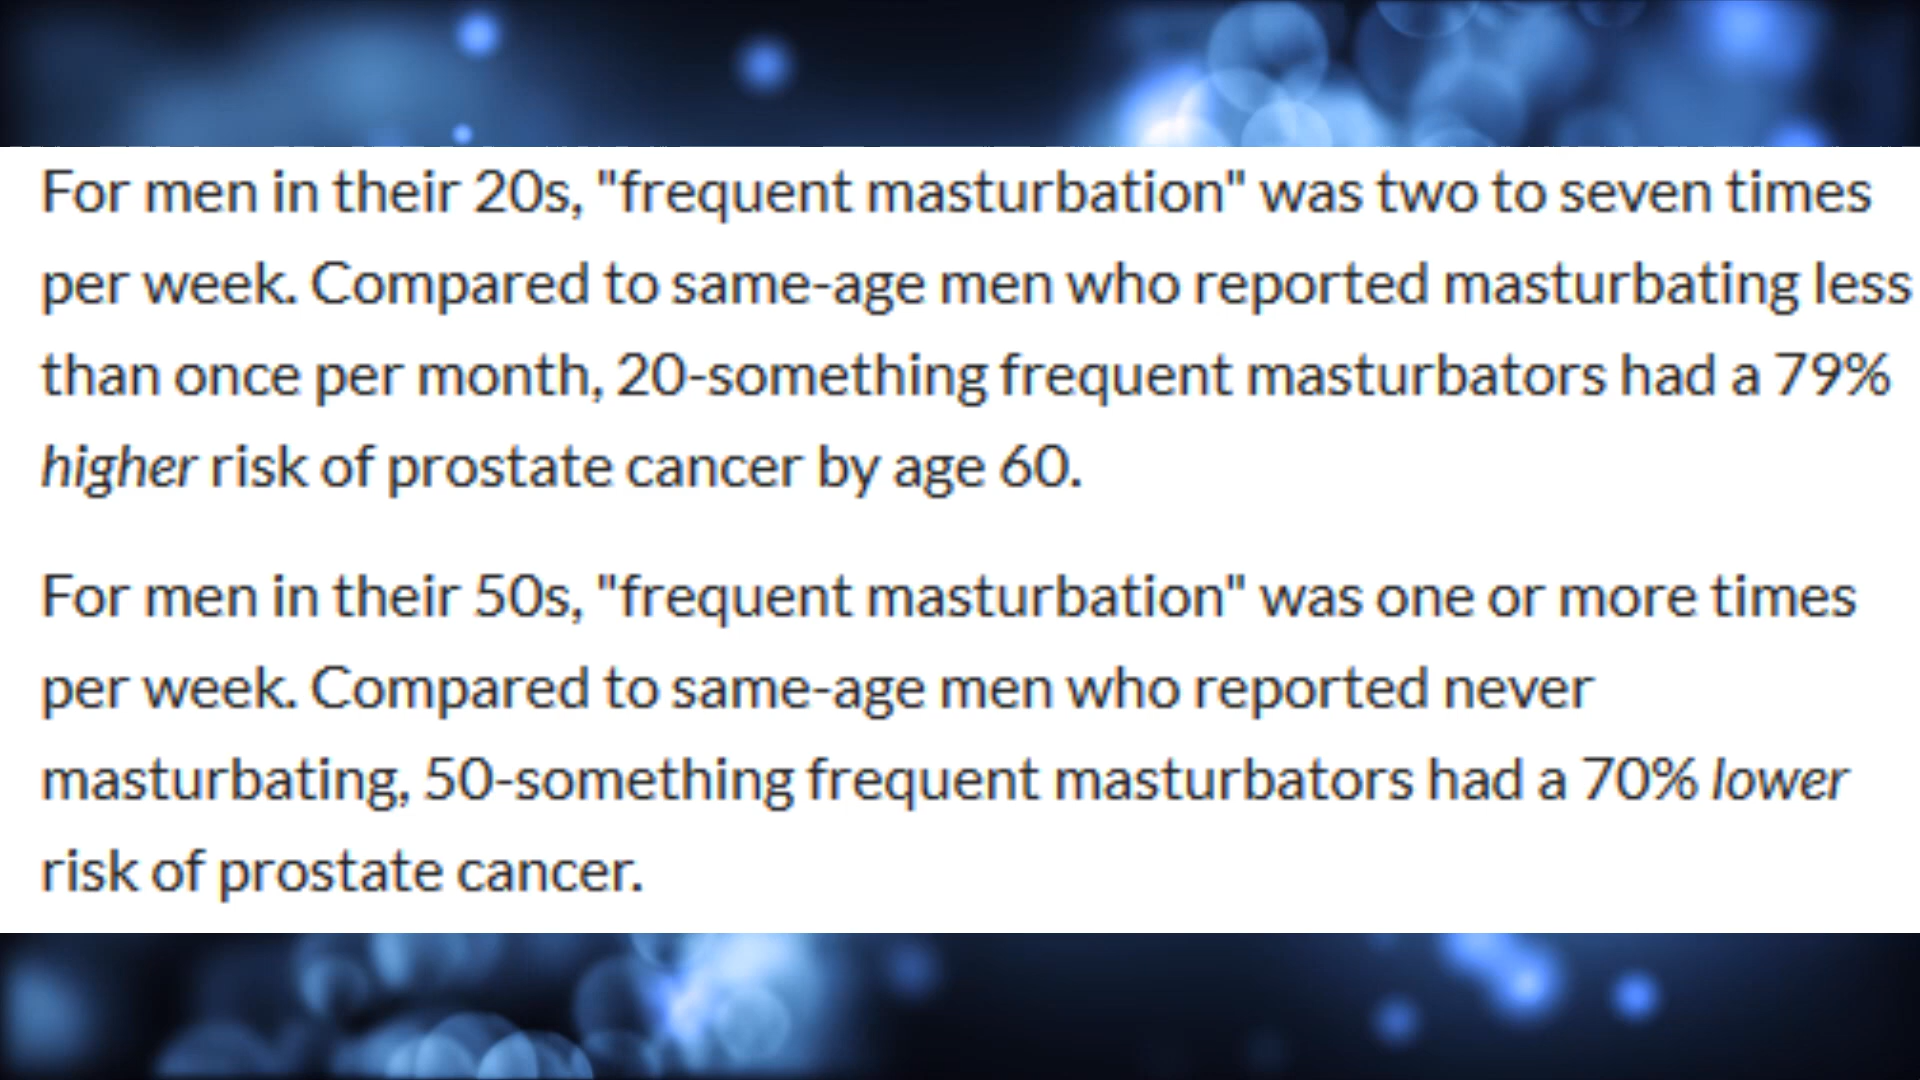 For men in their 20s, "frequent masturbation" was two to seven times
per week. Compared to same-age men who reported masturbating less
than once per month, 20-something frequent masturbators had a 79%
higher risk of prostate cancer by age 60.
For men in their 50s, "frequent masturbation" was one or more times
per week. Compared to same-age men who reported never
masturbating, 50-something frequent masturbators had a 70% lower
risk of prostate cancer.